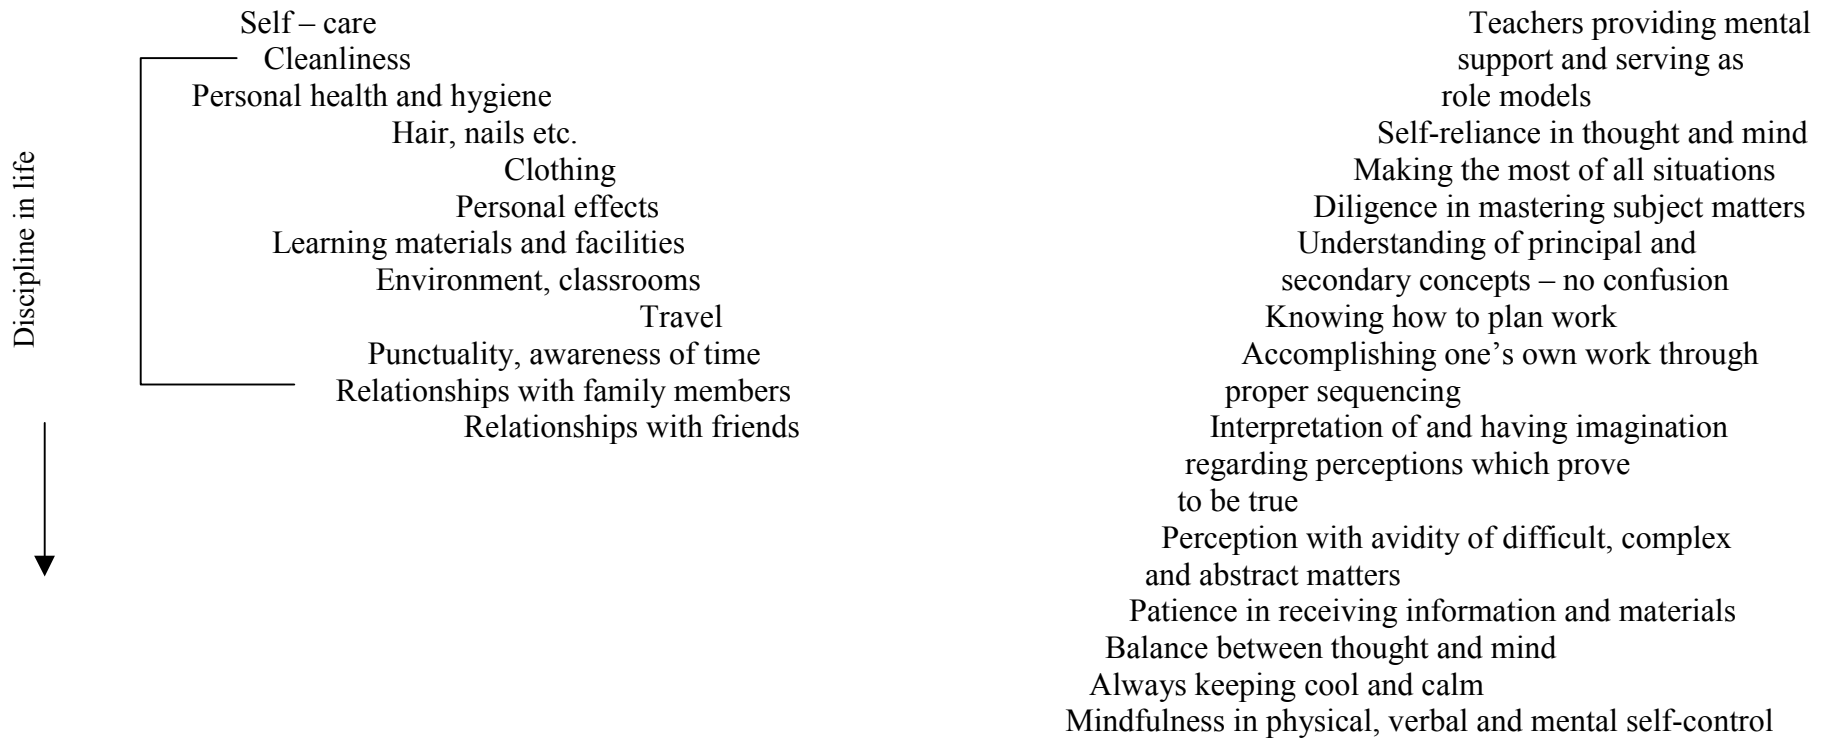 Discipline in life
Self – care
Cleanliness
Personal health and hygiene
Hair, nails etc.
Clothing
Personal effects
Learning materials and facilities
Environment, classrooms
Travel
Punctuality, awareness of time
Relationships with family members
Relationships with friends
Teachers providing mental
support and serving as
role models
Self-reliance in thought and mind
Making the most of all situations
Diligence in mastering subject matters
Understanding of principal and
secondary concepts – no confusion
Knowing how to plan work
Accomplishing one’s own work through
proper sequencing
Interpretation of and having imagination
regarding perceptions which prove
to be true
Perception with avidity of difficult, complex
and abstract matters
Patience in receiving information and materials
Balance between thought and mind
Always keeping cool and calm
Mindfulness in physical, verbal and mental self-control